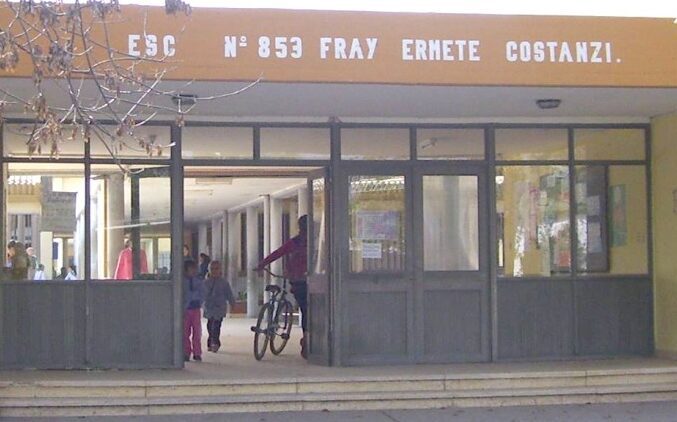 ESC Nº 853 FRAY ERMETE COSTANZI.